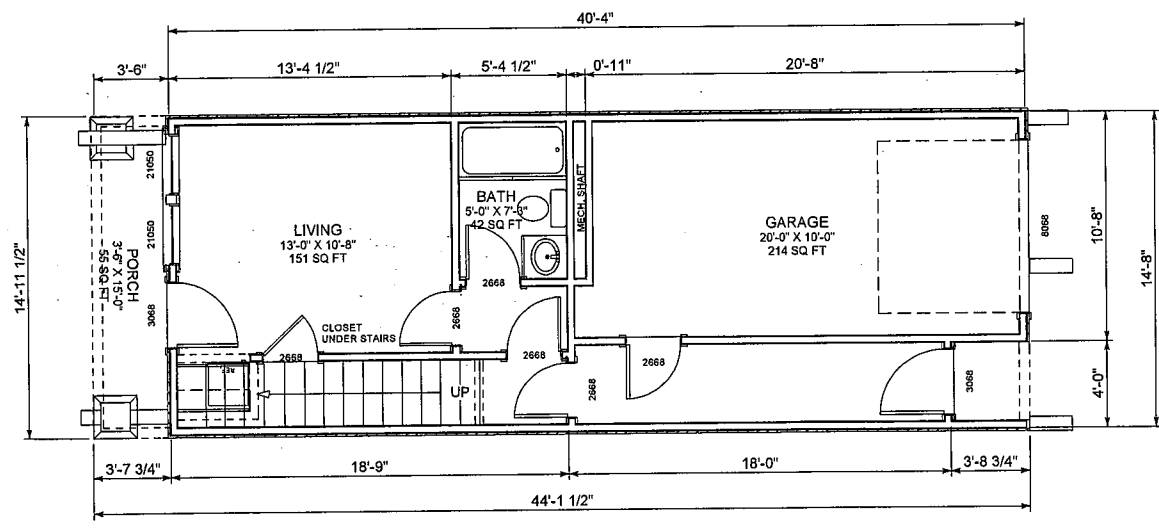 40'-4"
3'-6"
13'-4 1/2"
5'-4 1/2"
0'-11"
20'-8"
14'-11 1/2"
21050
21050
3068
PORCH
3'-6" X 15'-0"
55 SQ FT
LIVING
13'-0" X 10'-8"
151 SQ FT
BATH
5'-0" X 7'-3"
42 SQ FT
MECH. SHAFT
GARAGE
20'-0" X 10'-0"
214 SQ FT
8068
10'-8"
14'-8"
4'-0"
CLOSET
UNDER STAIRS
2668
2668
2668
2668
2668
2668
3068
REF
UP
3'-7 3/4"
18'-9"
18'-0"
3'-8 3/4"
44'-1 1/2"